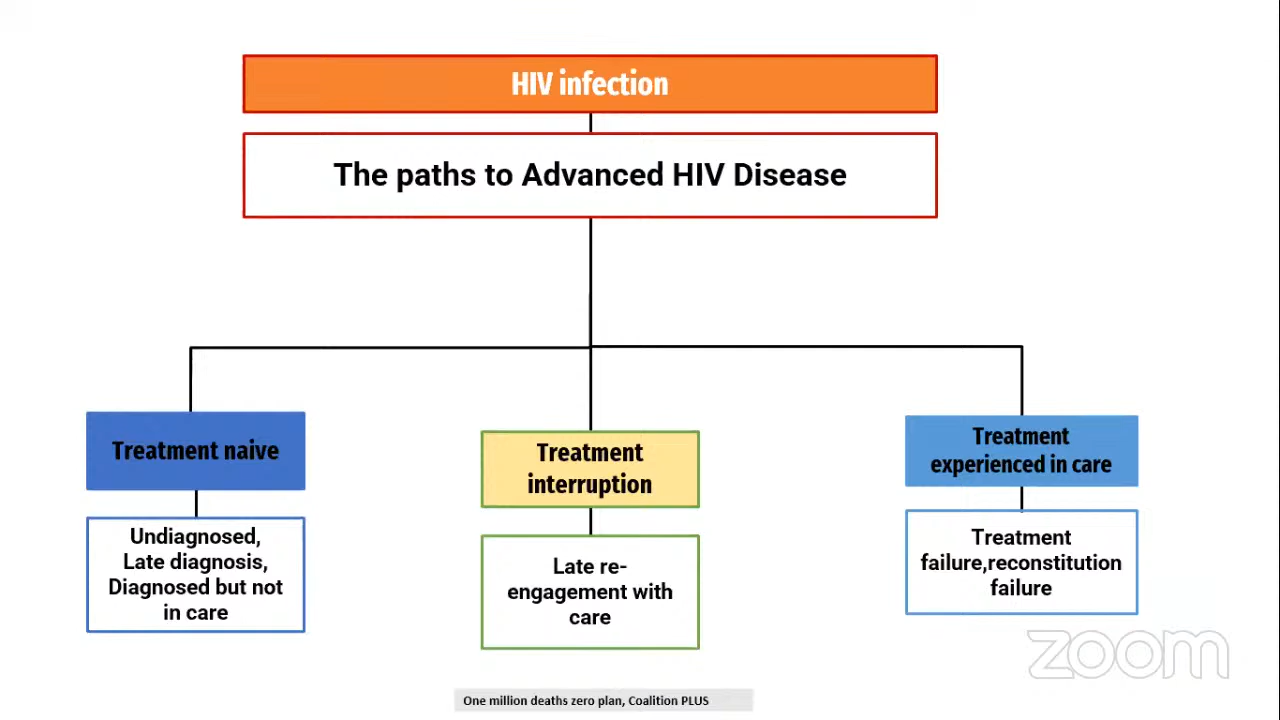 HIV infection
The paths to Advanced HIV Disease
Treatment naive
Undiagnosed,
Late diagnosis,
Diagnosed but not
in care
Treatment
interruption
Late re-
engagement with
care
Treatment
experienced in care
Treatment
failure,reconstitution
failure
zoom
One million deaths zero plan, Coalition PLUS